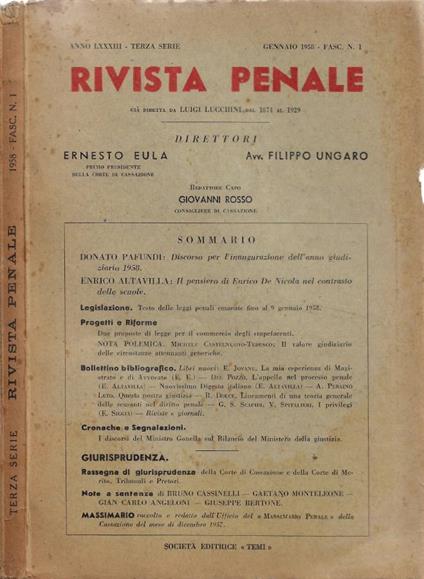 TERZA SERIE RIVISTA PENALE 1958 - FASC. N. 1
ANNO LXXXIII - TERZA SERIE GENNAIO 1958 - FASC. N. 1
RIVISTA PENALE
GIÀ DIRETTA DA LUIGI LUCCHINI DAL 1874 AL 1929
DIRETTORI
ERNESTO EULA Avv. FILIPPO UNGARO
PRIMO PRESIDENTE
DELLA CORTE DI CASSAZIONE
Redattore Capo
GIOVANNI ROSSO
CONSIGLIERE DI CASSAZIONE
SOMMARIO
DONATO PAFUNDI: Discorso per l'inaugurazione dell'anno giudi-
ziario 1958.
ENRICO ALTAVILLA: Il pensiero di Enrico De Nicola nel contrasto
delle scuole.
Legislazione. Testo delle leggi penali emanate fino al 9 gennaio 1958.
Progetti e Riforme
Due proposte di legge per il commercio degli stupefacenti.
NOTA POLEMICA. Michele Castelnuovo-Tedesco: Il valore giudiziario
delle circostanze attenuanti generiche.
Bollettino bibliografico. Libri nuovi: E. Jovane, La mia esperienza di Magi-
strato e di Avvocato (E. E.) — Del Pozzo, L'appello nel processo penale
(E. Altavilla) — Nuovissimo Digesto italiano (E. Altavilla) — A. Peraino
Leto, Questa nostra giustizia — R. Dolce, Lineamenti di una teoria generale
delle scusanti nel diritto penale — G. S. V. Spitaleri, I privilegi
(E. ) — Riviste e giornali.
Cronache e Segnalazioni.
I discorsi del Ministro Gonella sul Bilancio del Ministero della giustizia.
GIURISPRUDENZA.
Rassegna di giurisprudenza della Corte di Cassazione e della Corte di Me-
rito, Tribunali e Pretori.
Note a sentenze di BRUNO CASSINELLI — GAETANO MONTELEONE —
GIAN CARLO ANGELONI — GIUSEPPE BERTONE.
MASSIMARIO raccolto e redatto dall'Ufficio del « Massimario Penale » della
Cassazione del mese di dicembre 1957.
SOCIETÀ EDITRICE « TEMI »